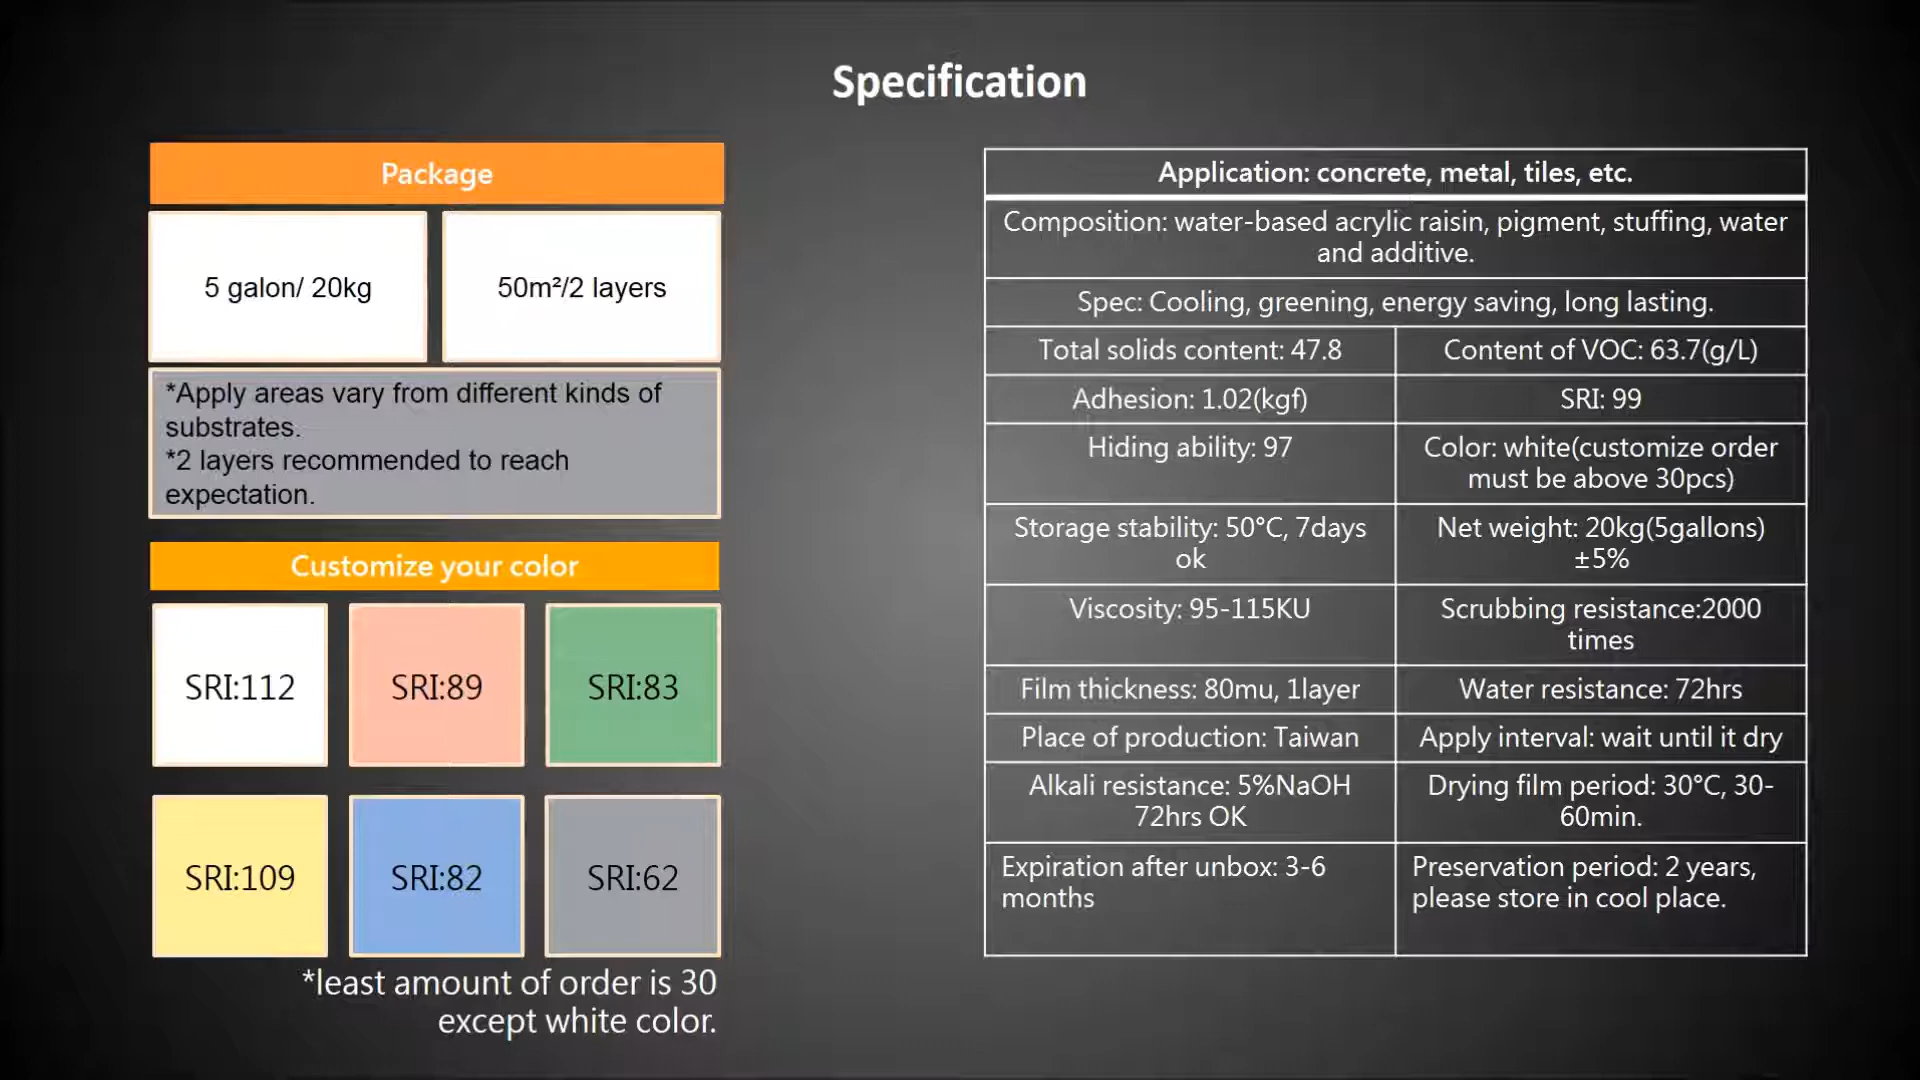 Specification
Package
5 galon/ 20kg
50m²/2 layers
*Apply areas vary from different kinds of
substrates.
*2 layers recommended to reach
expectation.
Customize your color
SRI:112
SRI:89
SRI:83
SRI:109
SRI:82
SRI:62
*least amount of order is 30
except white color.
Application: concrete, metal, tiles, etc.
Composition: water-based acrylic raisin, pigment, stuffing, water
and additive.
Spec: Cooling, greening, energy saving, long lasting.
Total solids content: 47.8
Content of VOC: 63.7(g/L)
Adhesion: 1.02(kgf)
SRI: 99
Hiding ability: 97
Color: white(customize order
must be above 30pcs)
Storage stability: 50°C, 7days
ok
Net weight: 20kg(5gallons)
±5%
Viscosity: 95-115KU
Scrubbing resistance:2000
times
Film thickness: 80mu, 1layer
Water resistance: 72hrs
Place of production: Taiwan
Apply interval: wait until it dry
Alkali resistance: 5%NaOH
72hrs OK
Drying film period: 30°C, 30-
60min.
Expiration after unbox: 3-6
months
Preservation period: 2 years,
please store in cool place.